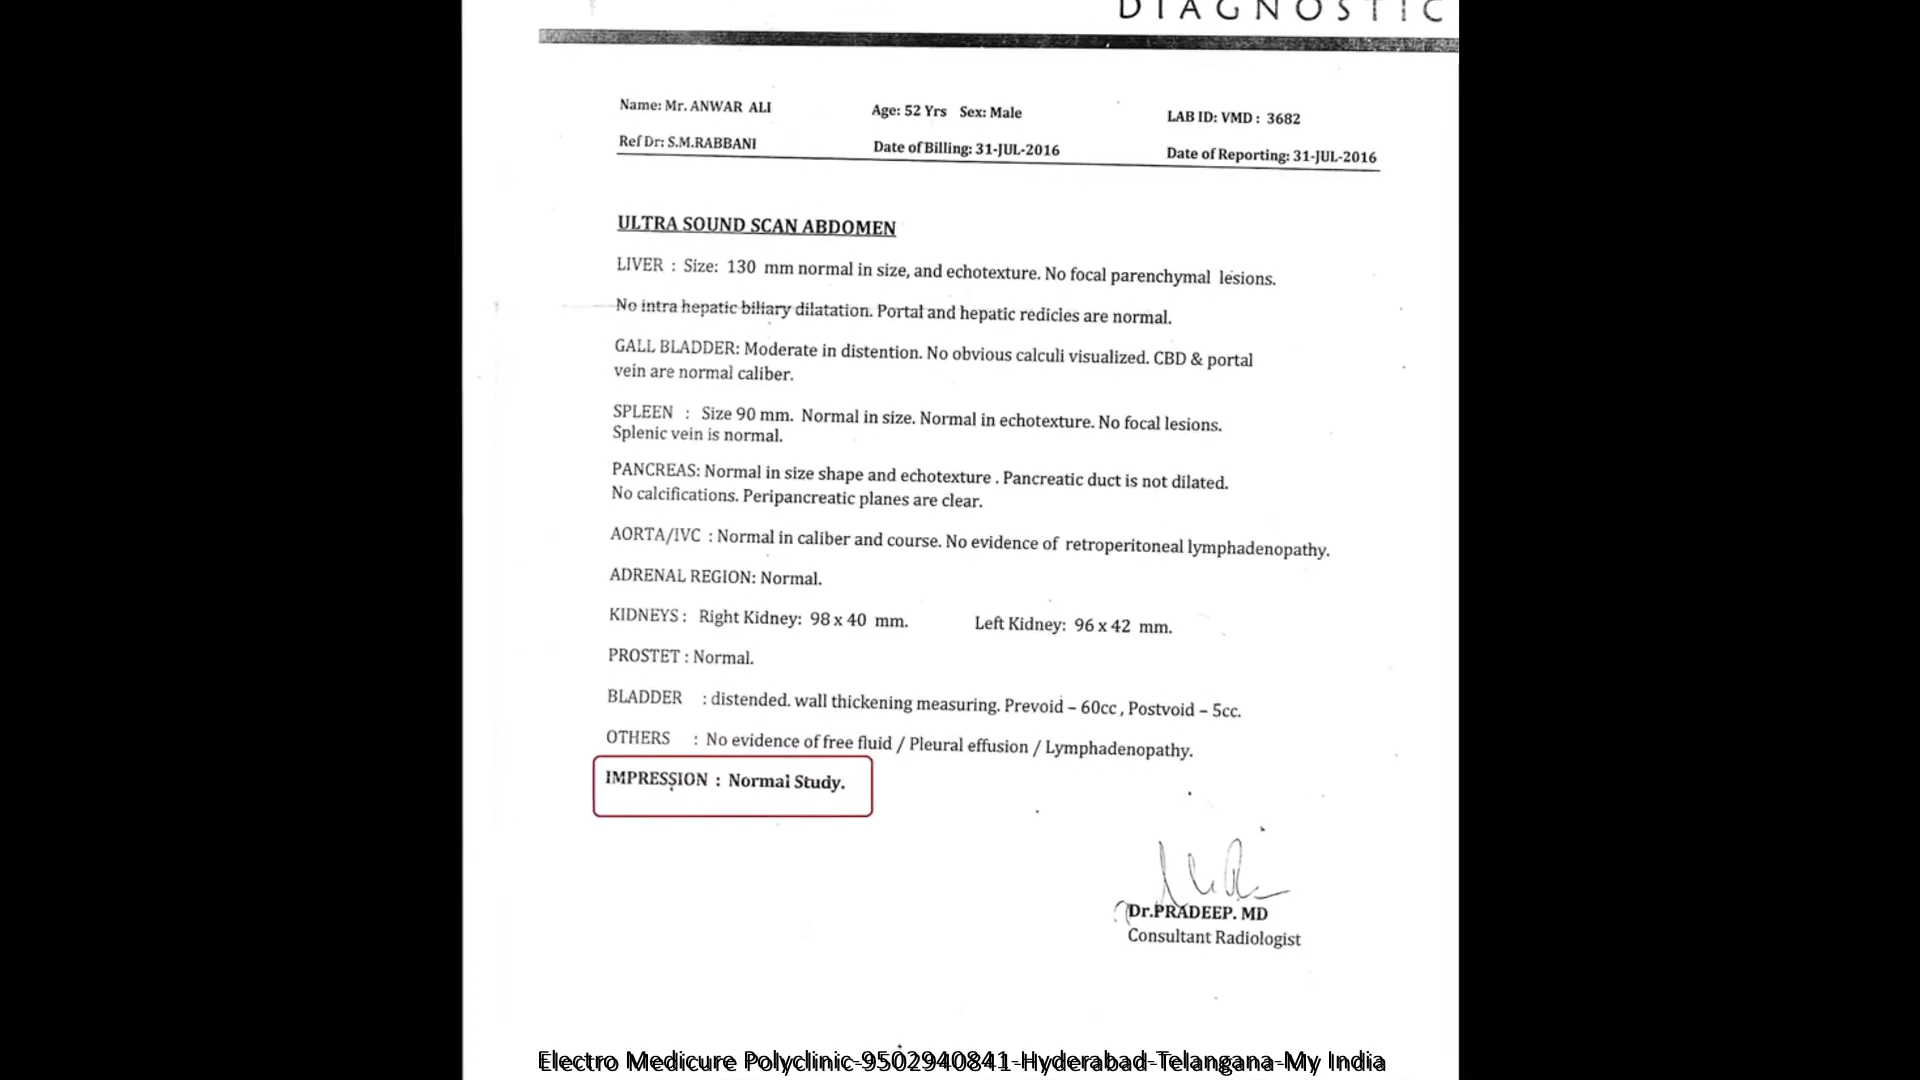 DIAGNOSTIC
Name: Mr. ANWAR ALI Age: 52 Yrs Sex: Male LAB ID: VMD : 3682
Ref Dr: S.M.RABBANI Date of Billing: 31-JUL-2016 Date of Reporting: 31-JUL-2016
ULTRA SOUND SCAN ABDOMEN
LIVER : Size: 130 mm normal in size, and echotexture. No focal parenchymal lesions.
No intra hepatic biliary dilatation. Portal and hepatic redicles are normal.
GALL BLADDER: Moderate in distention. No obvious calculi visualized. CBD & portal
vein are normal caliber.
SPLEEN : Size 90 mm. Normal in size. Normal in echotexture. No focal lesions.
Splenic vein is normal.
PANCREAS: Normal in size shape and echotexture . Pancreatic duct is not dilated.
No calcifications. Peripancreatic planes are clear.
AORTA/IVC : Normal in caliber and course. No evidence of retroperitoneal lymphadenopathy.
ADRENAL REGION: Normal.
KIDNEYS : Right Kidney: 98 x 40 mm. Left Kidney: 96 x 42 mm.
PROSTET : Normal.
BLADDER : distended. wall thickening measuring. Prevoid – 60cc , Postvoid – 5cc.
OTHERS : No evidence of free fluid / Pleural effusion / Lymphadenopathy.
IMPRESSION : Normal Study.
Dr.PRADEEP. MD
Consultant Radiologist
Electro Medicure Polyclinic-9502940841-Hyderabad-Telangana-My India